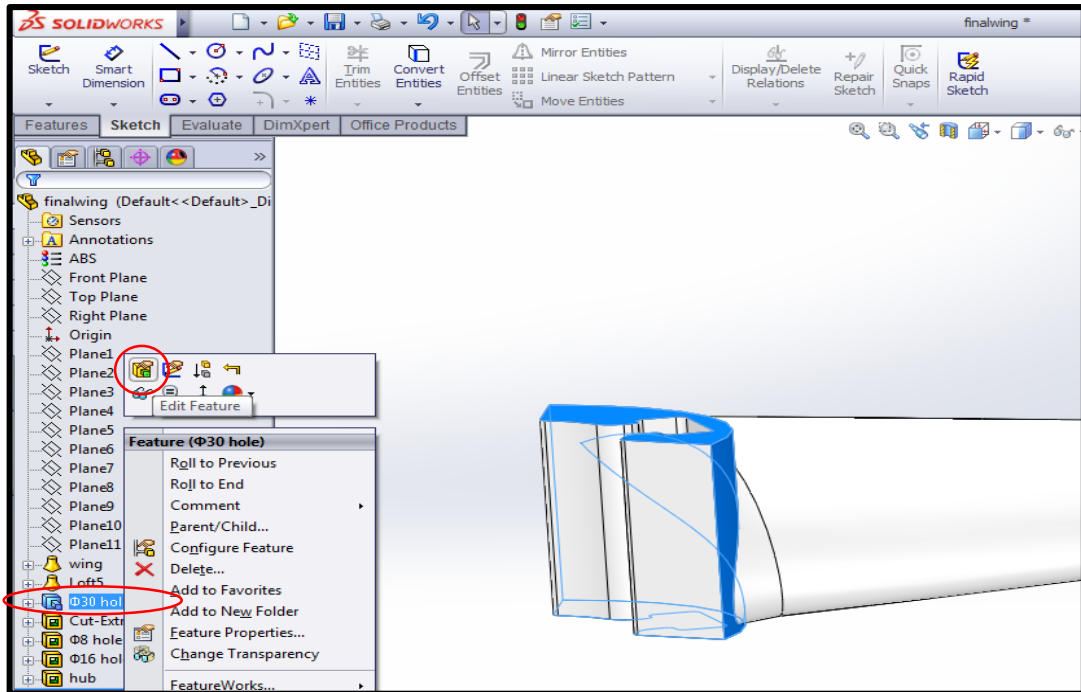 SOLIDWORKS
finalwing *
Sketch
Smart Dimension
Trim Entities
Convert Entities
Offset Entities
Mirror Entities
Linear Sketch Pattern
Move Entities
Display/Delete Relations
Repair Sketch
Quick Snaps
Rapid Sketch
Features Sketch Evaluate DimXpert Office Products
finalwing (Default<<Default>_Di
Sensors
Annotations
ABS
Front Plane
Top Plane
Right Plane
Origin
Plane1
Plane2
Plane3
Plane4
Plane5
Plane6
Plane7
Plane8
Plane9
Plane10
Plane11
wing
Loft5
Φ30 hol
Cut-Extr
Φ8 hole
Φ16 hol
hub
Edit Feature
Feature (Φ30 hole)
Roll to Previous
Roll to End
Comment
Parent/Child...
Configure Feature
Delete...
Add to Favorites
Add to New Folder
Feature Properties...
Change Transparency
FeatureWorks...